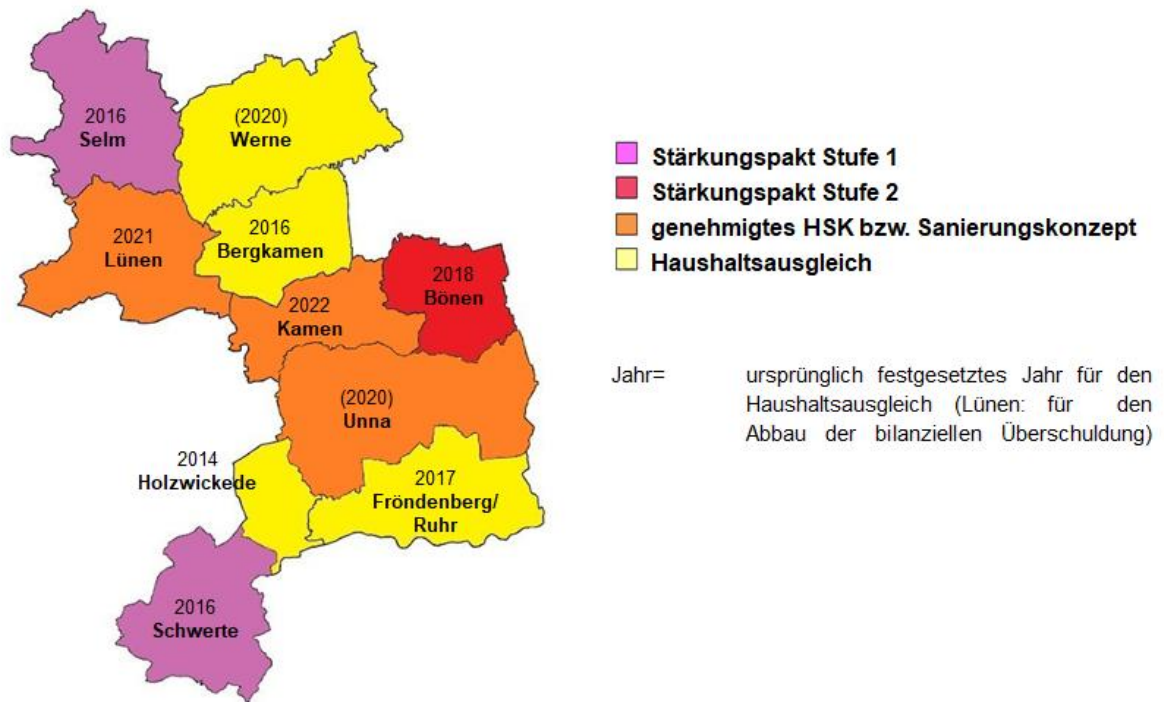 2016
Selm
(2020)
Werne
2021
Lünen
2016
Bergkamen
2018
Bönen
2022
Kamen
(2020)
Unna
2014
Holzwickede
2017
Fröndenberg/
Ruhr
2016
Schwerte
Stärkungspakt Stufe 1
Stärkungspakt Stufe 2
genehmigtes HSK bzw. Sanierungskonzept
Haushaltsausgleich
Jahr= ursprünglich festgesetztes Jahr für den
Haushaltsausgleich (Lünen: für den
Abbau der bilanziellen Überschuldung)